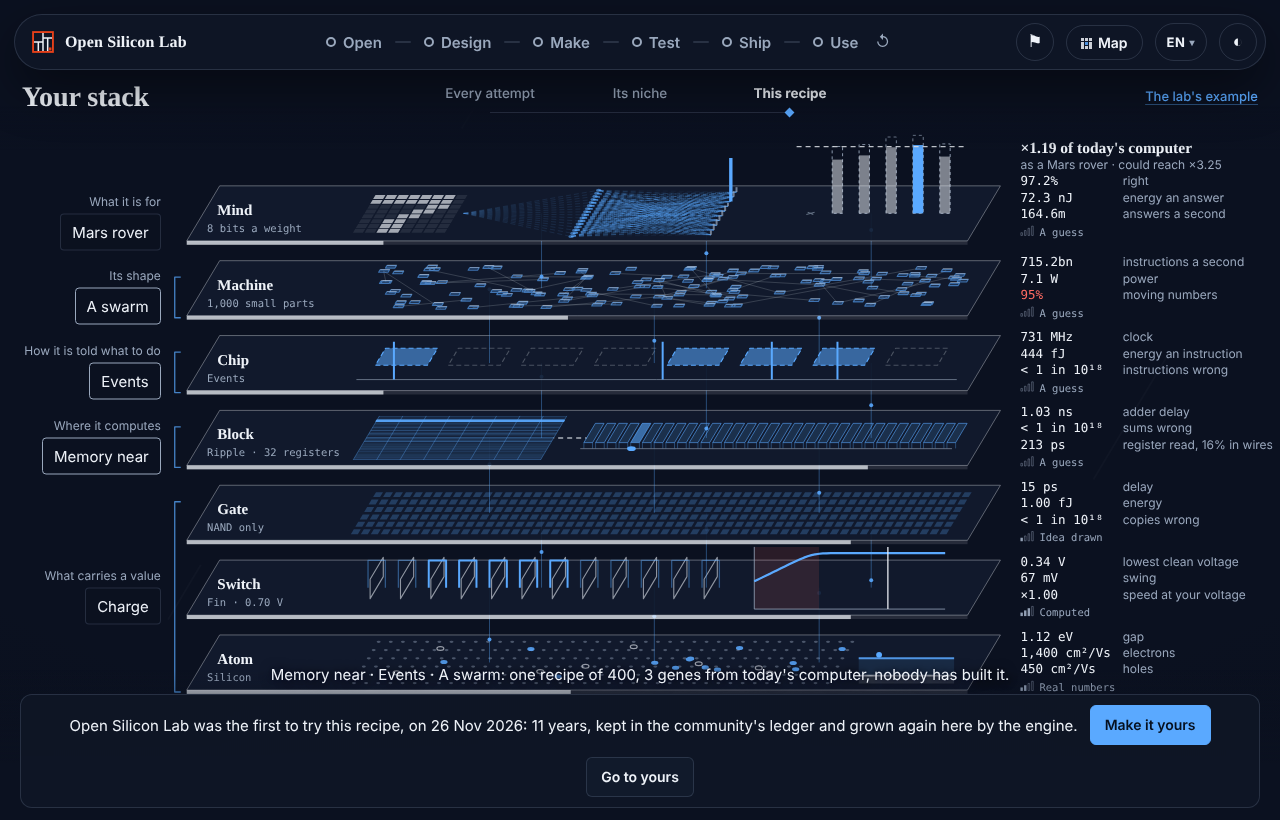 Open Silicon Lab
Open
Design
Make
Test
Ship
Use
Map
EN
Your stack
Every attempt
Its niche
This recipe
The lab's example
×1.19 of today's computer
as a Mars rover · could reach ×3.25
What it is for
Mars rover
Mind
8 bits a weight
97.2% right
72.3 nJ energy an answer
164.6m answers a second
A guess
Its shape
A swarm
Machine
1,000 small parts
715.2bn instructions a second
7.1 W power
95% moving numbers
A guess
How it is told what to do
Events
Chip
Events
731 MHz clock
444 fJ energy an instruction
< 1 in 10¹⁸ instructions wrong
A guess
Where it computes
Memory near
Block
Ripple · 32 registers
1.03 ns adder delay
< 1 in 10¹⁸ sums wrong
213 ps register read, 16% in wires
A guess
Gate
NAND only
15 ps delay
1.00 fJ energy
< 1 in 10¹⁸ copies wrong
Idea drawn
What carries a value
Charge
Switch
Fin · 0.70 V
0.34 V lowest clean voltage
67 mV swing
×1.00 speed at your voltage
Computed
Atom
Silicon
1.12 eV gap
1,400 cm²/Vs electrons
450 cm²/Vs holes
Real numbers
Memory near · Events · A swarm: one recipe of 400, 3 genes from today's computer, nobody has built it.
Open Silicon Lab was the first to try this recipe, on 26 Nov 2026: 11 years, kept in the community's ledger and grown again here by the engine.
Make it yours
Go to yours